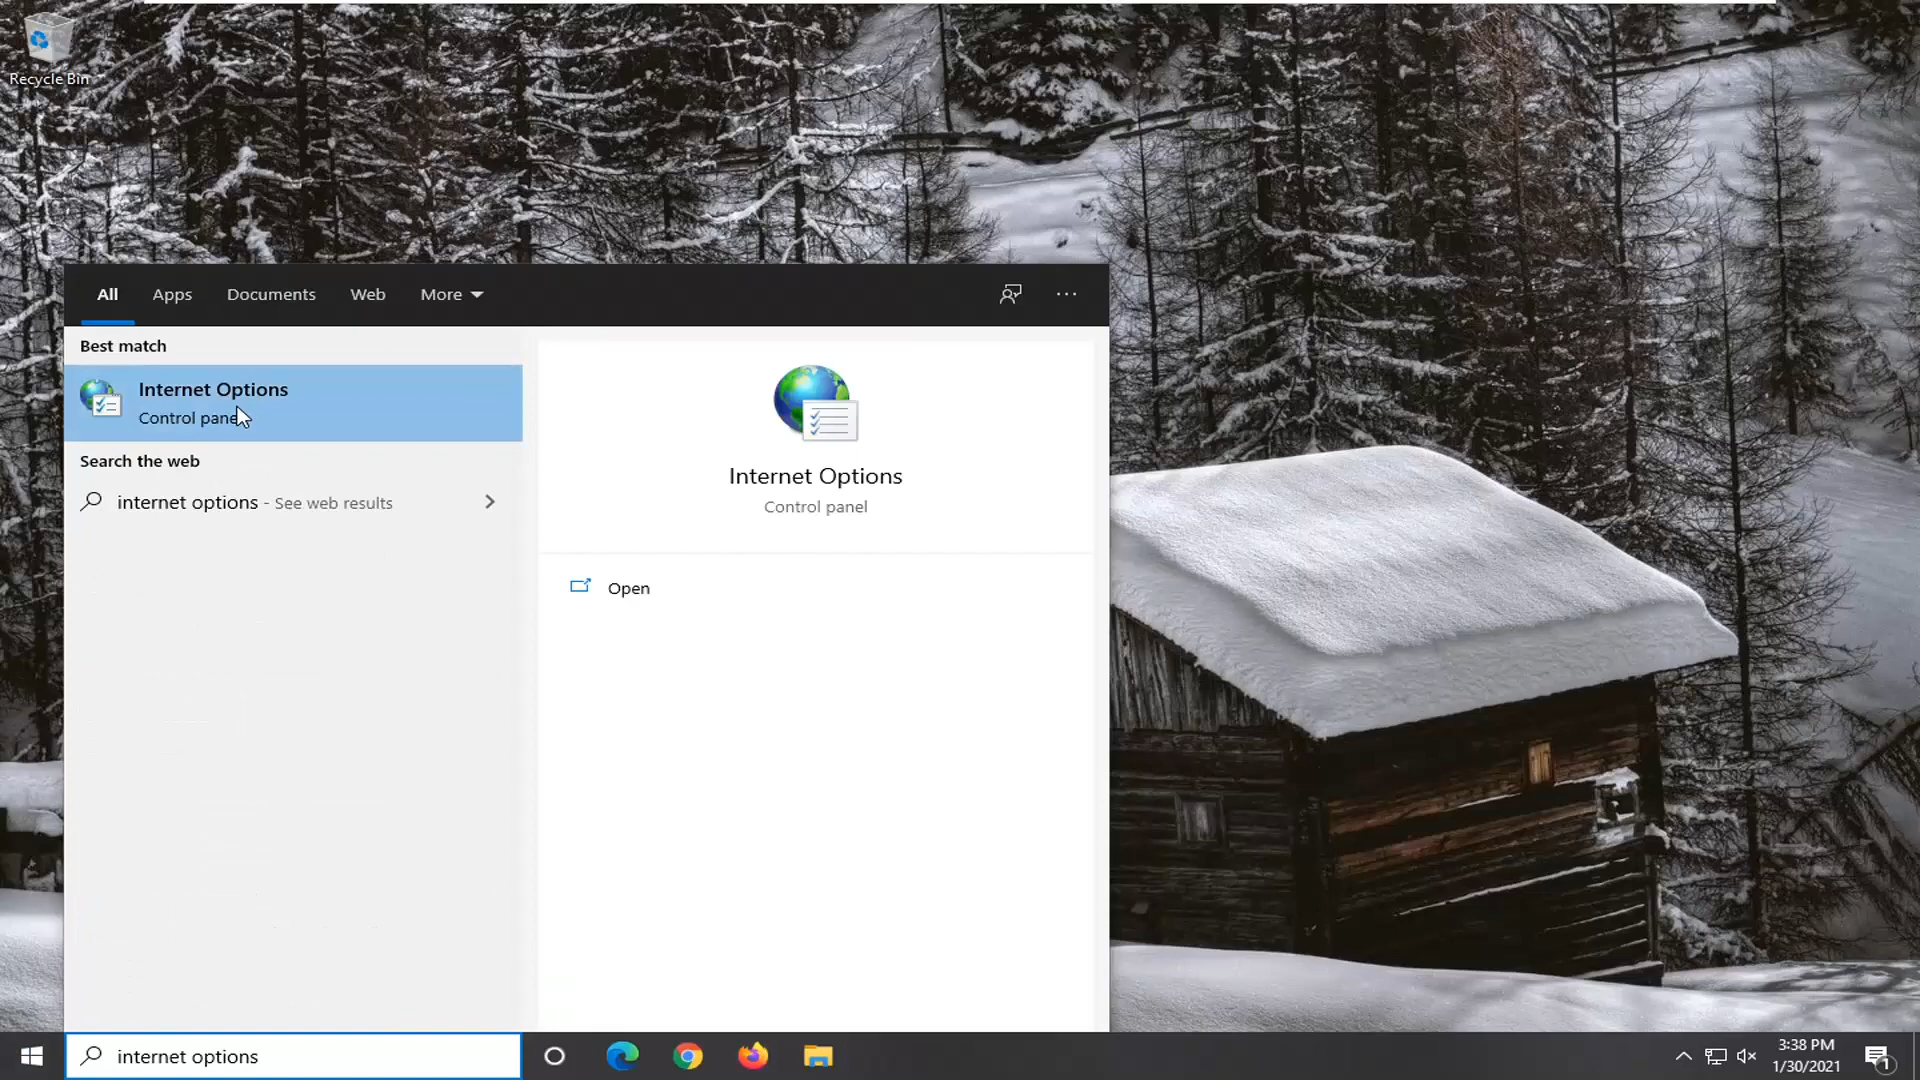 Recycle Bin
All Apps Documents Web More
Best match
Internet Options
Control panel
Search the web
internet options - See web results
Internet Options
Control panel
Open
internet options
3:38 PM
1/30/2021
1